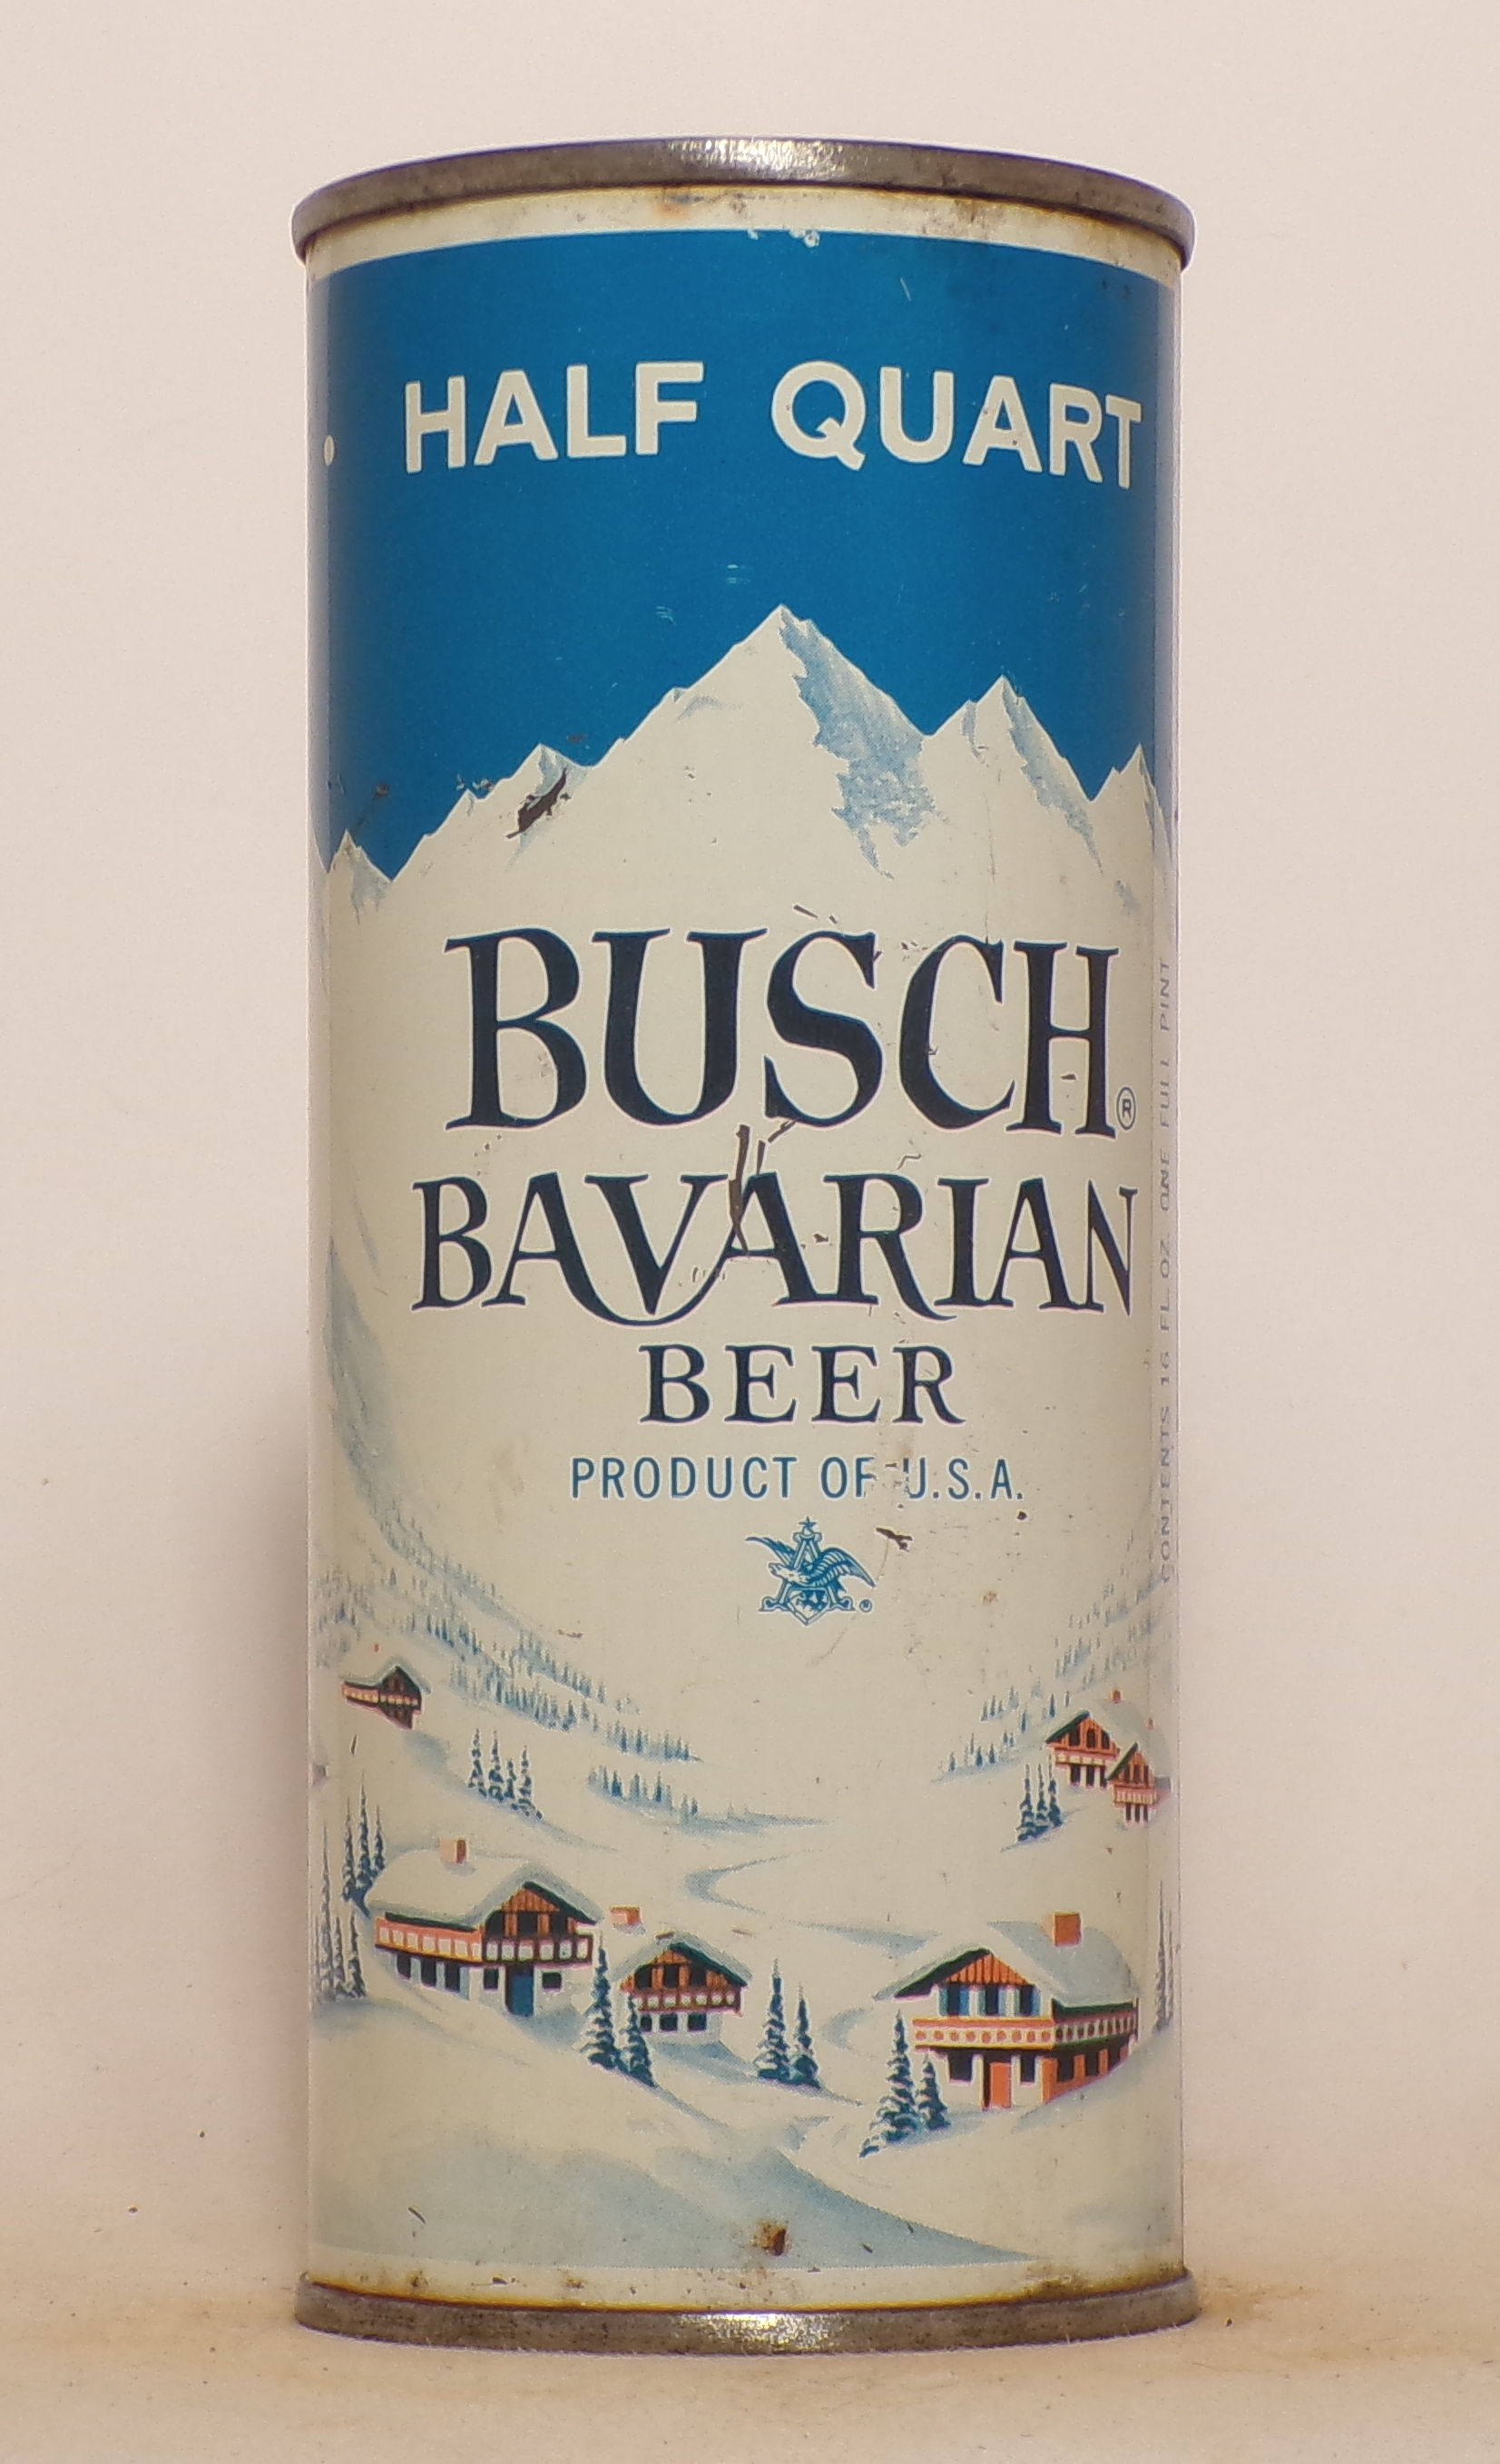 HALF QUART
BUSCH®
BAVARIAN
BEER
PRODUCT OF U.S.A.
®
CONTENTS 16 FL. OZ. ONE FULL PINT